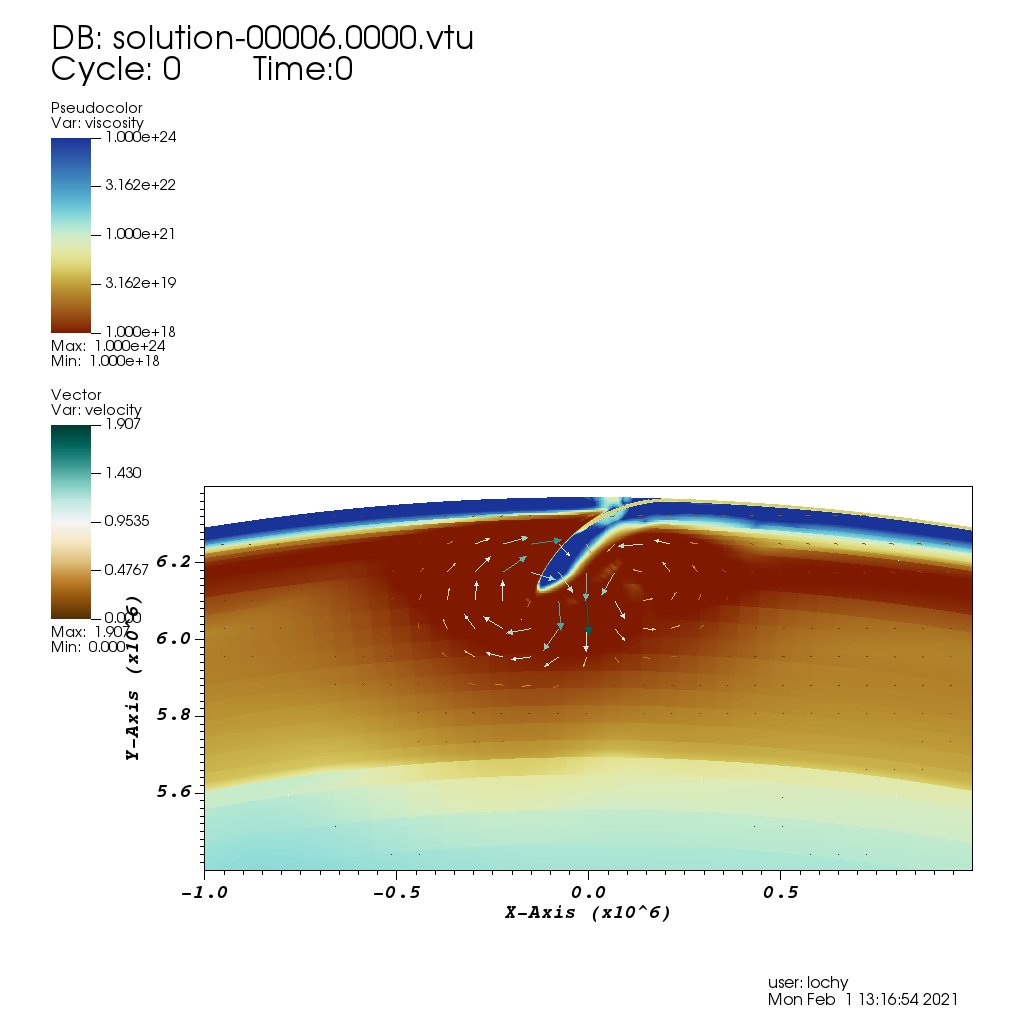 DB: solution-00006.0000.vtu
Cycle: 0 Time:0
Pseudocolor
Var: viscosity
1.000e+24
3.162e+22
1.000e+21
3.162e+19
1.000e+18
Max: 1.000e+24
Min: 1.000e+18
Vector
Var: velocity
1.907
1.430
0.9535
0.4767
0.000
Max: 1.907
Min: 0.000
Y-Axis (x10^6)
6.2
6.0
5.8
5.6
-1.0 -0.5 0.0 0.5
X-Axis (x10^6)
user: lochy
Mon Feb 1 13:16:54 2021